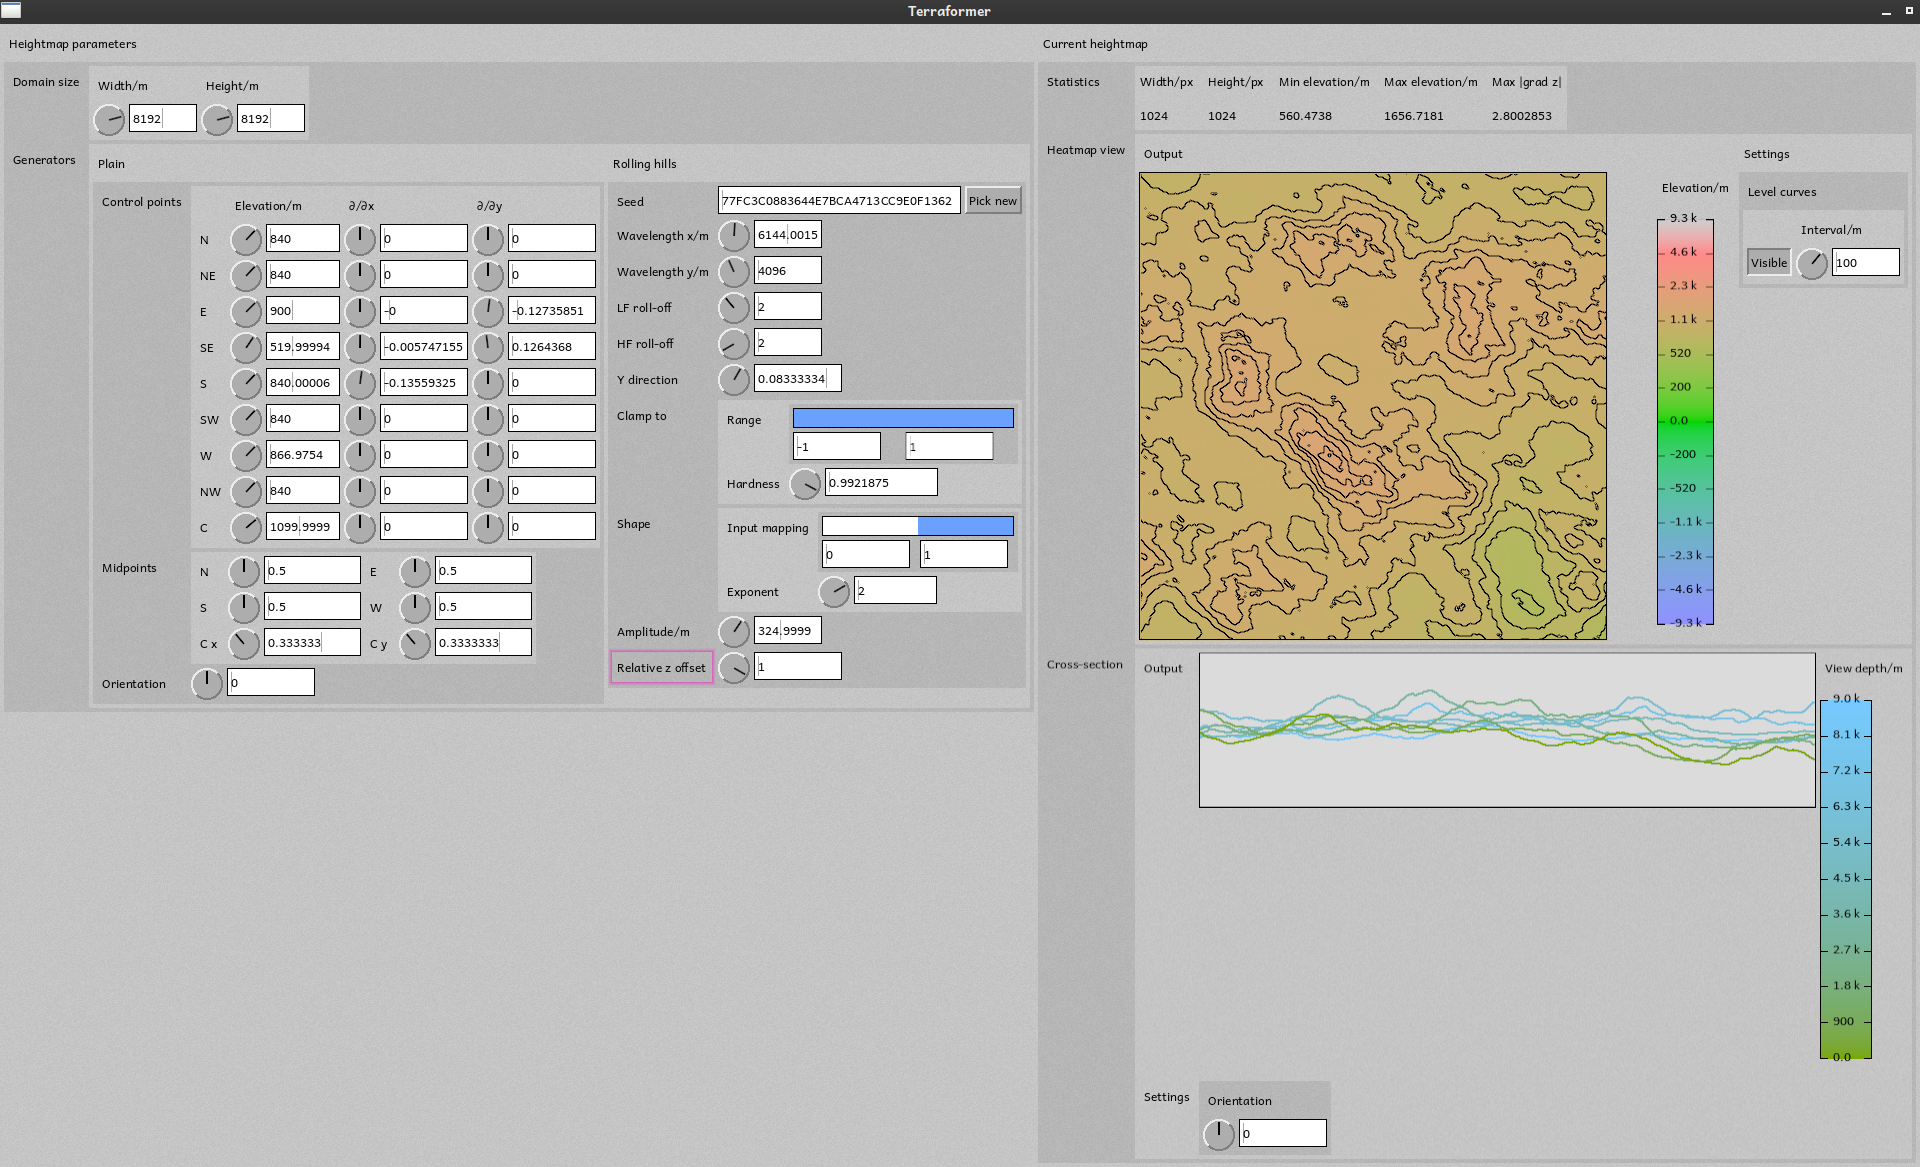 Terraformer
Heightmap parameters
Domain size
Width/m Height/m
8192 8192
Generators
Plain
Control points
Elevation/m ∂/∂x ∂/∂y
N 840 0 0
NE 840 0 0
E 900 -0 -0.12735851
SE 519.99994 -0.005747155 0.1264368
S 840.00006 -0.13559325 0
SW 840 0 0
W 866.9754 0 0
NW 840 0 0
C 1099.9999 0 0
Midpoints
N 0.5 E 0.5
S 0.5 W 0.5
C x 0.333333 C y 0.3333333
Orientation 0
Rolling hills
Seed 77FC3C0883644E7BCA4713CC9E0F1362 Pick new
Wavelength x/m 6144.0015
Wavelength y/m 4096
LF roll-off 2
HF roll-off 2
Y direction 0.08333334
Clamp to
Range
-1 1
Hardness 0.9921875
Shape
Input mapping
0 1
Exponent 2
Amplitude/m 324.9999
Relative z offset 1
Current heightmap
Statistics
Width/px Height/px Min elevation/m Max elevation/m Max |grad z|
1024 1024 560.4738 1656.7181 2.8002853
Heatmap view
Output
Elevation/m
9.3 k
4.6 k
2.3 k
1.1 k
520
200
0.0
-200
-520
-1.1 k
-2.3 k
-4.6 k
-9.3 k
Settings
Level curves
Interval/m
Visible 100
Cross-section
Output
View depth/m
9.0 k
8.1 k
7.2 k
6.3 k
5.4 k
4.5 k
3.6 k
2.7 k
1.8 k
900
0.0
Settings
Orientation
0